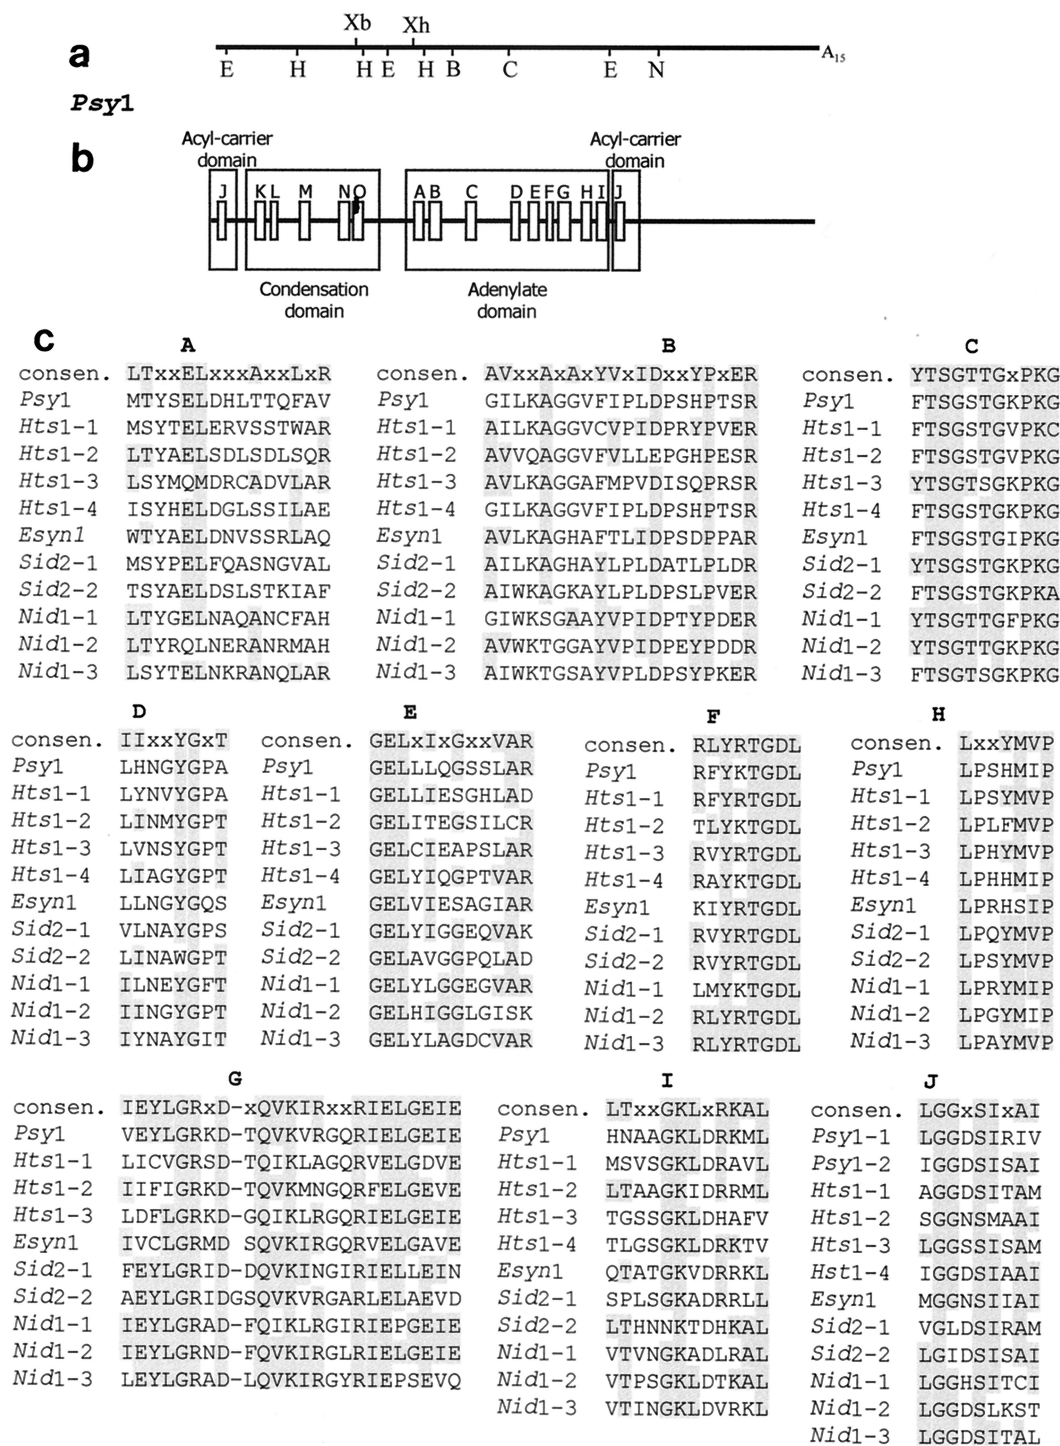 a
Xb Xh
A15
E H H E H B C E N
Psy1
b
Acyl-carrier domain
Acyl-carrier domain
J K L M N O A B C D E F G H I J
Condensation domain
Adenylate domain
C
A
consen. LTxxELxxxxAxxLxR
Psy1 MTYSELDHLTTQFAV
Hts1-1 MSYTELERVSSTWAR
Hts1-2 LTYAELSDLSDLSQR
Hts1-3 LSYMQMDRCADVLAR
Hts1-4 ISYHELDGLSSILAE
Esyn1 WTYAELDNVSSRLAQ
Sid2-1 MSYPELFQASNGVAL
Sid2-2 TSYAELDSLSTKIAF
Nid1-1 LTYGELNAQANCFAH
Nid1-2 LTYRQLNERANRMAH
Nid1-3 LSYTELNKRANQLAR
B
consen. AVxxAxAxYVxIDxxYPxER
Psy1 GILKAGGVFIPLDPSHPTSR
Hts1-1 AILKAGGVCVPIDPRYPVER
Hts1-2 AVVQAGGVFVLLEPGHPESR
Hts1-3 AVLKAGGAFMPVDISQPRSR
Hts1-4 GILKAGGVFIPLDPSHPTSR
Esyn1 AVLKAGHAFTLIDPSDPPAR
Sid2-1 AILKAGHAYLPLDATLPLDR
Sid2-2 AIWKAGKAYLPLDPSLPVER
Nid1-1 GIWKSGAAYVPIDPTYPDER
Nid1-2 AVWKTGGAYVPIDPEYPDDR
Nid1-3 AIWKTGSAYVPLDPSYPKER
C
consen. YTSGTTGxPKG
Psy1 FTSGSTGKPKG
Hts1-1 FTSGSTGVPKC
Hts1-2 FTSGSTGVPKG
Hts1-3 YTSGTSGKPKG
Hts1-4 FTSGSTGKPKG
Esyn1 FTSGSTGIPKG
Sid2-1 YTSGSTGKPKG
Sid2-2 FTSGSTGKPKA
Nid1-1 YTSGTTGFPKG
Nid1-2 YTSGTTGKPKG
Nid1-3 FTSGTSGKPKG
D
consen. IIxxYGxT
Psy1 LHNGYGPA
Hts1-1 LYNVYGPA
Hts1-2 LINMYGPT
Hts1-3 LVNSYGPT
Hts1-4 LIAGYGPT
Esyn1 LLNGYGQS
Sid2-1 VLNAYGPS
Sid2-2 LINAWGPT
Nid1-1 ILNEYGFT
Nid1-2 IINGYGPT
Nid1-3 IYNAYGIT
E
consen. GELxIxGxxVAR
Psy1 GELLLQGSSLAR
Hts1-1 GELLIESGHLAD
Hts1-2 GELITEGSILCR
Hts1-3 GELCIEAPSLAR
Hts1-4 GELYIQGPTVAR
Esyn1 GELVIESAGIAR
Sid2-1 GELYIGGEQVAK
Sid2-2 GELAVGGPQLAD
Nid1-1 GELYLGGEGVAR
Nid1-2 GELHIGGLGISK
Nid1-3 GELYLAGDCVAR
F
consen. RLYRTGDL
Psy1 RFYKTGDL
Hts1-1 RFYKTGDL
Hts1-2 TLYKTGDL
Hts1-3 RVYRTGDL
Hts1-4 RAYKTGDL
Esyn1 KIYRTGDL
Sid2-1 RVYRTGDL
Sid2-2 RVYRTGDL
Nid1-1 LMYKTGDL
Nid1-2 RLYRTGDL
Nid1-3 RLYRTGDL
H
consen. LxxYMVP
Psy1 LPSHMIP
Hts1-1 LPSYMVP
Hts1-2 LPLFMVP
Hts1-3 LPHYMVP
Hts1-4 LPHHMIP
Esyn1 LPRHSIP
Sid2-1 LPQYMVP
Sid2-2 LPSYMVP
Nid1-1 LPRYMIP
Nid1-2 LPGYMIP
Nid1-3 LPAYMVP
G
consen. IEYLGRxD-xQVKIRxxRIELGEIE
Psy1 VEYLGRKD-TQVKVRGQRIELGEIE
Hts1-1 LICVGRSD-TQIKLAGQRVELGDVE
Hts1-2 IIFIGRKD-TQVKMNGQRFELGEVE
Hts1-3 LDFLGRKD-GQIKLRGQRIELGEIE
Esyn1 IVCLGRMD SQVKIRGQRVELGAVE
Sid2-1 FEYLGRID-DQVKINGIRIELLEIN
Sid2-2 AEYLGRIDGSQVKVRGARLELAEVD
Nid1-1 IEYLGRAD-FQIKLRGIRIEPGEIE
Nid1-2 IEYLGRND-FQVKIRGLRIELGEIE
Nid1-3 LEYLGRAD-LQVKIRGYRIEPSEVQ
I
consen. LTxxGKLxRKAL
Psy1 HNAAGKLDRKML
Hts1-1 MSVSGKLDRAVL
Hts1-2 LTAAGKIDRRML
Hts1-3 TGSSGKLDHAFV
Hts1-4 TLGSGKLDRKTV
Esyn1 QTATGKVDRRKL
Sid2-1 SPLSGKADRRLL
Sid2-2 LTHNNKTDHKAL
Nid1-1 VTVNGKADLRAL
Nid1-2 VTPSGKLDTKAL
Nid1-3 VTINGKLDVRKL
J
consen. LGGxSIxAI
Psy1-1 LGGDSIRIV
Psy1-2 IGGDSISAI
Hts1-1 AGGDSITAM
Hts1-2 SGGNSMAAI
Hts1-3 LGGSSISAM
Hst1-4 IGGDSIAAI
Esyn1 MGGNSIIAI
Sid2-1 VGLDSIRAM
Sid2-2 LGIDSISAI
Nid1-1 LGGHSITCI
Nid1-2 LGGDSLKST
Nid1-3 LGGDSITAL